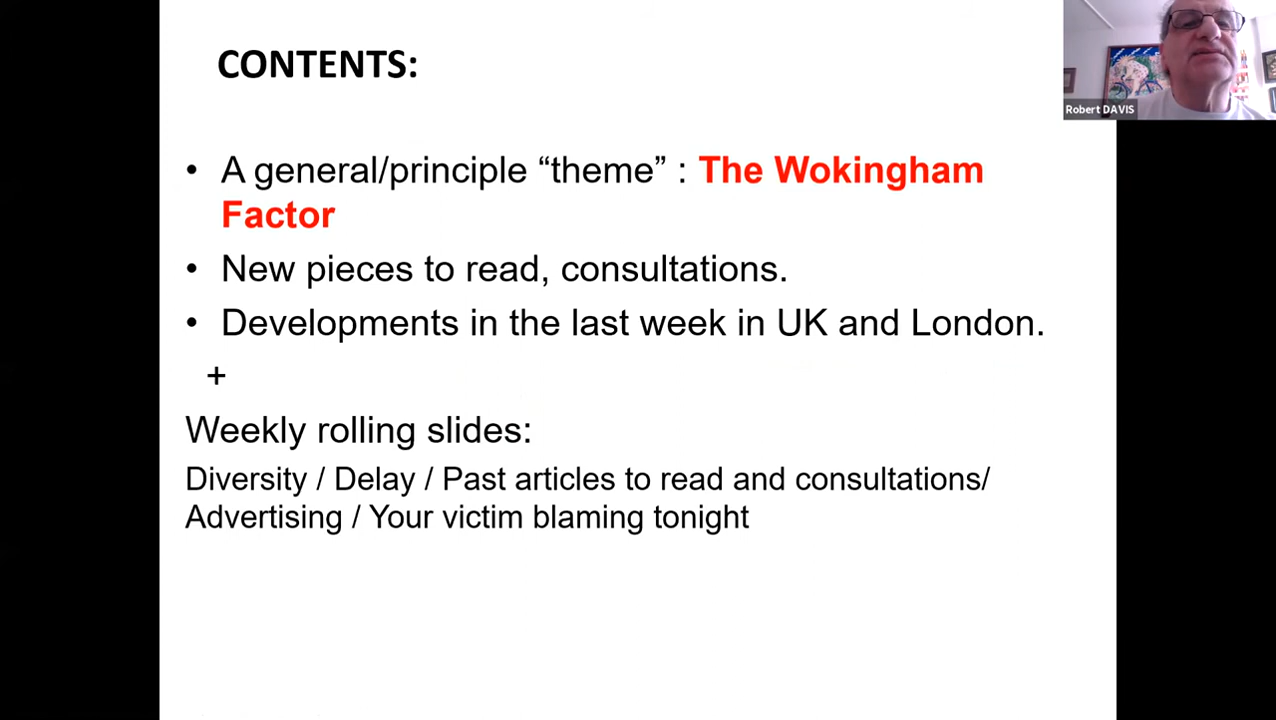 CONTENTS:
Robert DAVIS
• A general/principle “theme” : The Wokingham
Factor
• New pieces to read, consultations.
• Developments in the last week in UK and London.
+
Weekly rolling slides:
Diversity / Delay / Past articles to read and consultations/
Advertising / Your victim blaming tonight